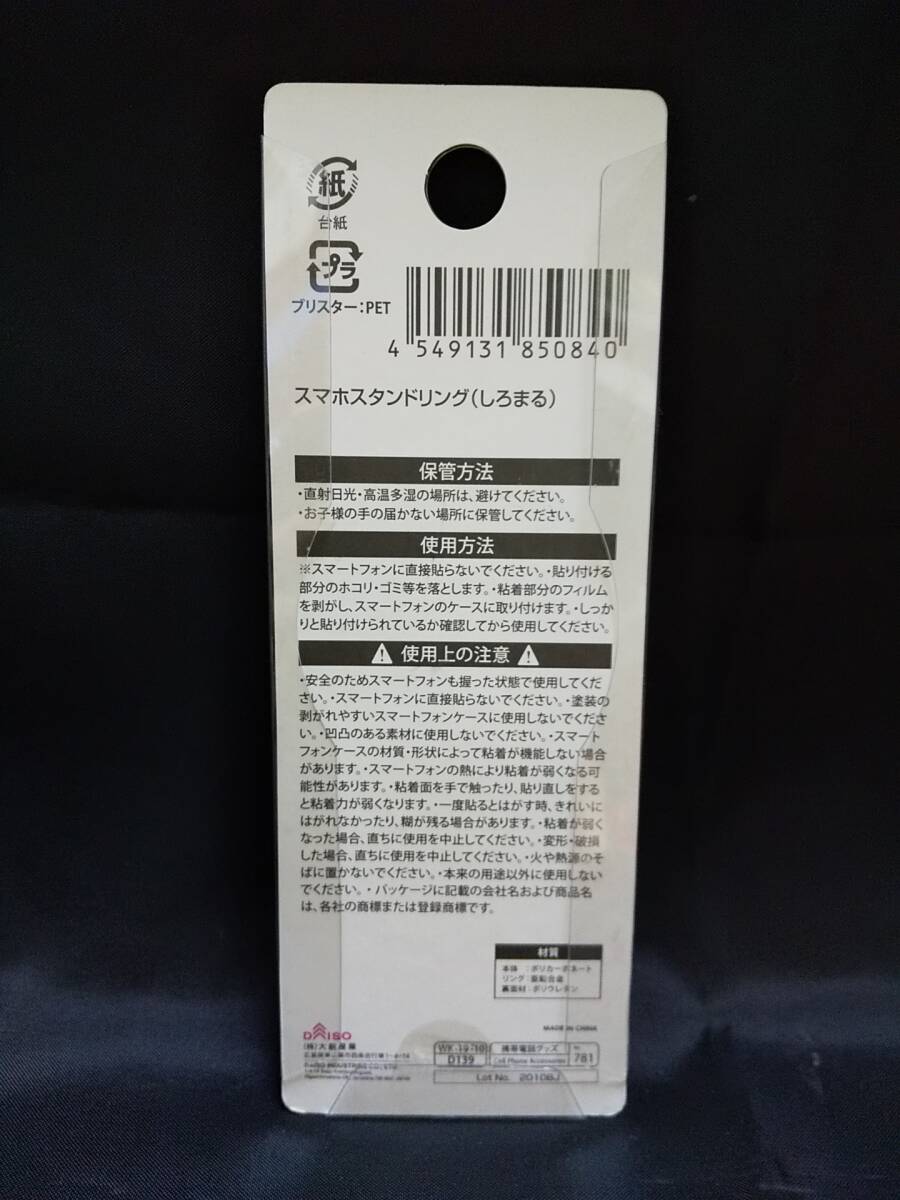 紙
台紙
プラ
ブリスター：PET
4 549131 850840
スマホスタンドリング(しろまる)
保管方法
・直射日光・高温多湿の場所は、避けてください。
・お子様の手の届かない場所に保管してください。
使用方法
※スマートフォンに直接貼らないでください。・貼り付ける
部分のホコリ・ゴミ等を落とします。・粘着部分のフィルム
を剥がし、スマートフォンのケースに取り付けます。・しっか
りと貼り付けられているか確認してから使用してください。
使用上の注意
・安全のためスマートフォンも握った状態で使用してくだ
さい。・スマートフォンに直接貼らないでください。・塗装の
剥がれやすいスマートフォンケースに使用しないでくださ
い。・凹凸のある素材に使用しないでください。・スマート
フォンケースの材質・形状によって粘着が機能しない場合
があります。・スマートフォンの熱により粘着が弱くなる可
能性があります。・粘着面を手で触ったり、貼り直しをする
と粘着力が弱くなります。・一度貼るとはがす時、きれいに
はがれなかったり、糊が残る場合があります。・粘着が弱く
なった場合、直ちに使用を中止してください。・変形・破損
した場合、直ちに使用を中止してください。・火や熱源のそ
ばに置かないでください。・本来の用途以外に使用しない
でください。・パッケージに記載の会社名および商品名
は、各社の商標または登録商標です。
材質
本体：ポリカーボネート
リング：亜鉛合金
裏面材：ポリウレタン
MADE IN CHINA
DAISO
(株)大創産業
DAISO INDUSTRIES CO., LTD.
WK-19-10
D139
携帯電話グッズ
Cell Phone Accessories
781
Lot No. 2010BJ